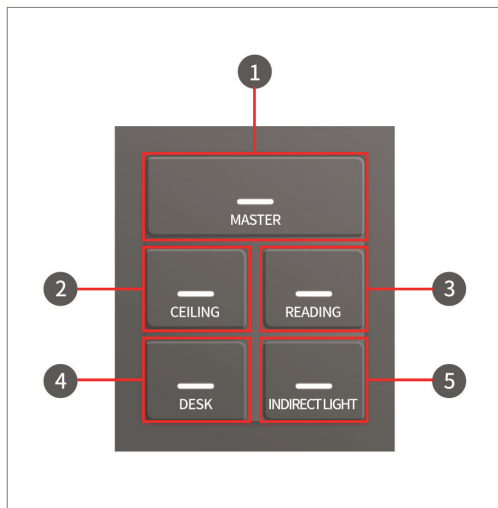 1
MASTER
2
CEILING
READING
3
4
DESK
INDIRECT LIGHT
5